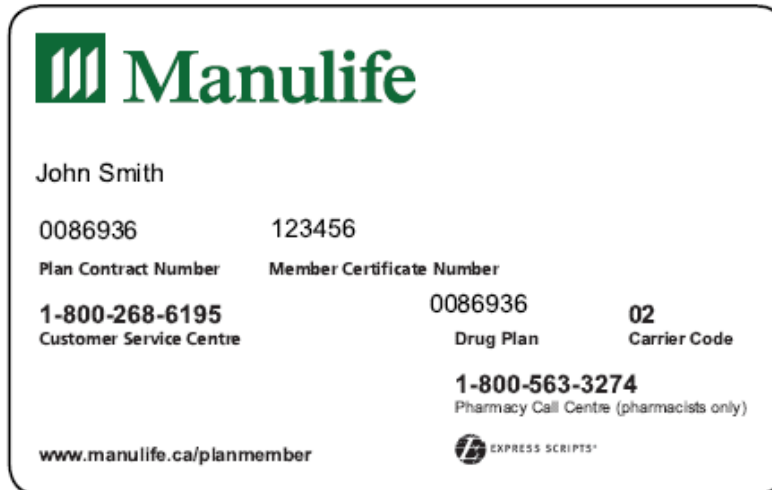 Manulife
John Smith
0086936 123456
Plan Contract Number Member Certificate Number
1-800-268-6195 0086936 02
Customer Service Centre Drug Plan Carrier Code
1-800-563-3274
Pharmacy Call Centre (pharmacists only)
www.manulife.ca/planmember EXPRESS SCRIPTS®